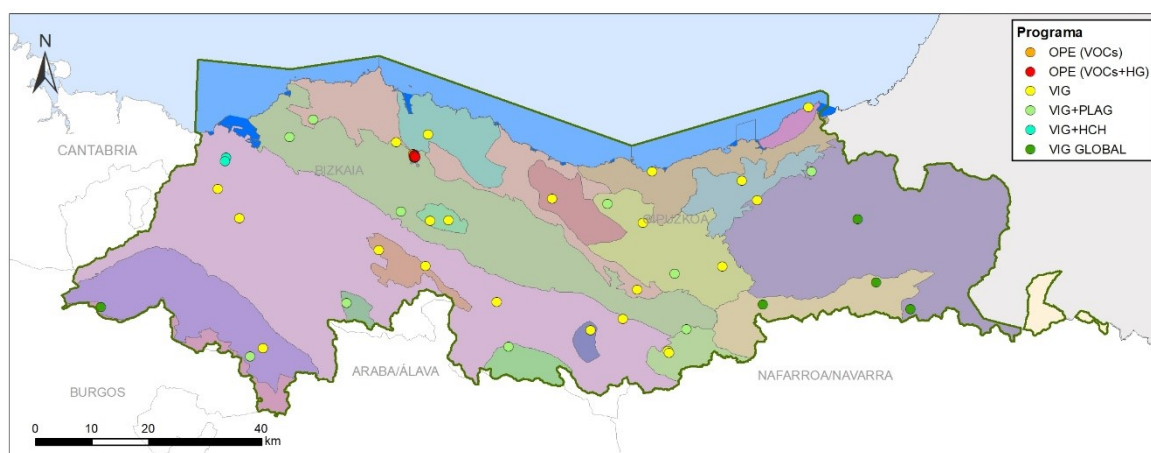 N
CANTABRIA
BIZKAIA
GIPUZKOA
BURGOS
ARABA/ÁLAVA
NAFARROA/NAVARRA
0 10 20 40
km
Programa
OPE (VOCs)
OPE (VOCs+HG)
VIG
VIG+PLAG
VIG+HCH
VIG GLOBAL